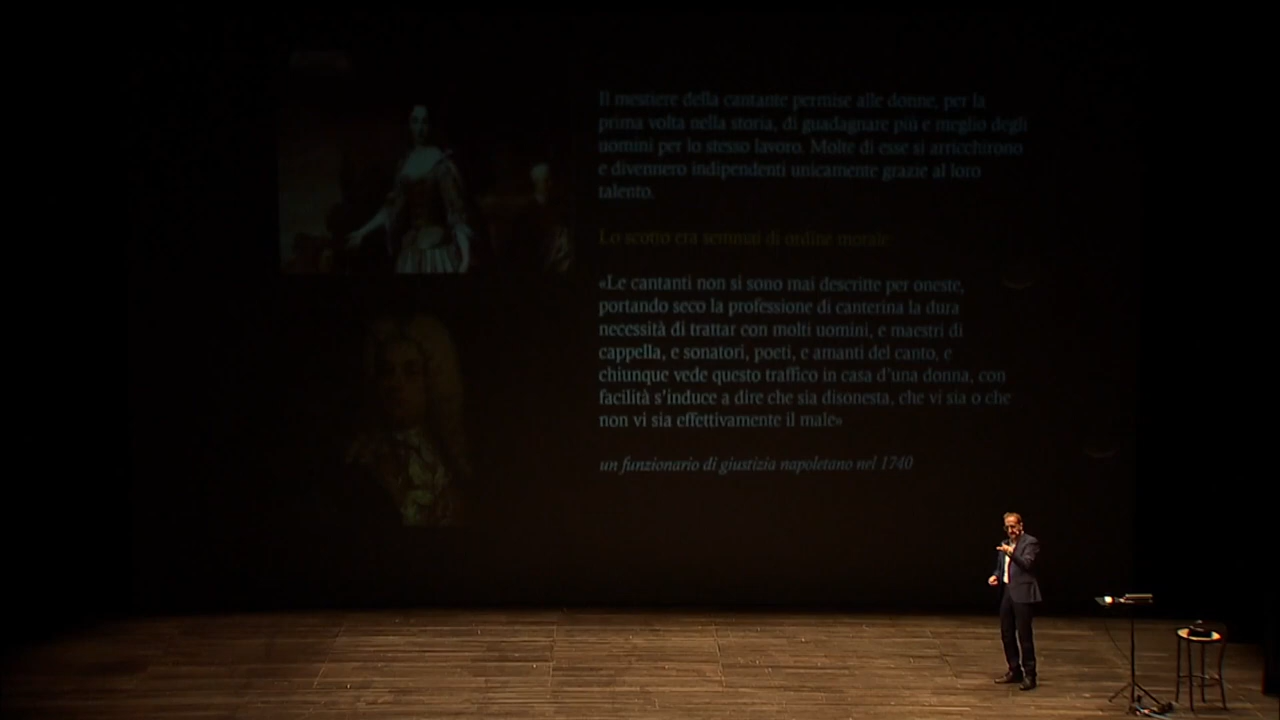 Il mestiere della cantante permise alle donne, per la
prima volta nella storia, di guadagnare più e meglio degli
uomini per lo stesso lavoro. Molte di esse si arricchirono
e divennero indipendenti unicamente grazie al loro
talento.
Lo scotto era semmai di ordine morale
«Le cantanti non si sono mai descritte per oneste,
portando seco la professione di canterina la dura
necessità di trattar con molti uomini, e maestri di
cappella, e sonatori, poeti, e amanti del canto, e
chiunque vede questo traffico in casa d'una donna, con
facilità s'induce a dire che sia disonesta, che vi sia o che
non vi sia effettivamente il male»
un funzionario di giustizia napoletano nel 1740